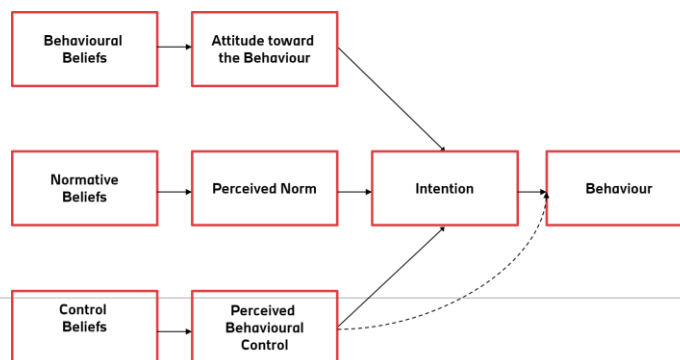 Behavioural
Beliefs
Attitude toward
the Behaviour
Normative
Beliefs
Perceived Norm
Intention
Behaviour
Control
Beliefs
Perceived
Behavioural
Control